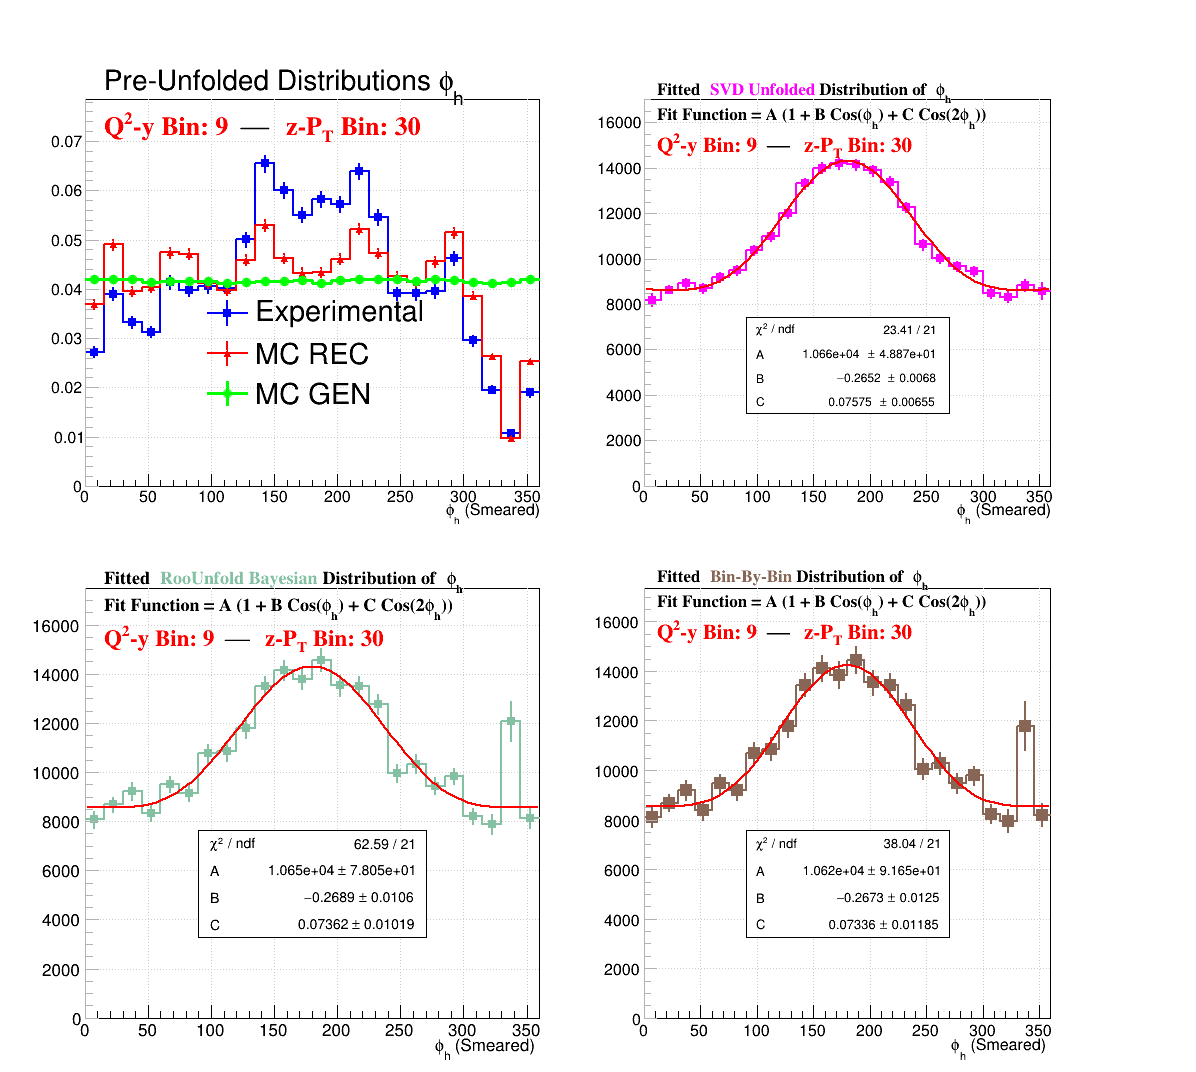 Pre-Unfolded Distributions ϕh
Q2-y Bin: 9 — z-PT Bin: 30
0.07
0.06
0.05
0.04
0.03
0.02
0.01
0
Experimental
MC REC
MC GEN
0 50 100 150 200 250 300 350
ϕh (Smeared)
Fitted SVD Unfolded Distribution of ϕh
Fit Function = A (1 + B Cos(ϕh) + C Cos(2ϕh))
Q2-y Bin: 9 — z-PT Bin: 30
16000
14000
12000
10000
8000
6000
4000
2000
0
χ2 / ndf 23.41 / 21
A 1.066e+04 ± 4.887e+01
B −0.2652 ± 0.0068
C 0.07575 ± 0.00655
0 50 100 150 200 250 300 350
ϕh (Smeared)
Fitted RooUnfold Bayesian Distribution of ϕh
Fit Function = A (1 + B Cos(ϕh) + C Cos(2ϕh))
Q2-y Bin: 9 — z-PT Bin: 30
16000
14000
12000
10000
8000
6000
4000
2000
0
χ2 / ndf 62.59 / 21
A 1.065e+04 ± 7.805e+01
B −0.2689 ± 0.0106
C 0.07362 ± 0.01019
0 50 100 150 200 250 300 350
ϕh (Smeared)
Fitted Bin-By-Bin Distribution of ϕh
Fit Function = A (1 + B Cos(ϕh) + C Cos(2ϕh))
Q2-y Bin: 9 — z-PT Bin: 30
16000
14000
12000
10000
8000
6000
4000
2000
0
χ2 / ndf 38.04 / 21
A 1.062e+04 ± 9.165e+01
B −0.2673 ± 0.0125
C 0.07336 ± 0.01185
0 50 100 150 200 250 300 350
ϕh (Smeared)